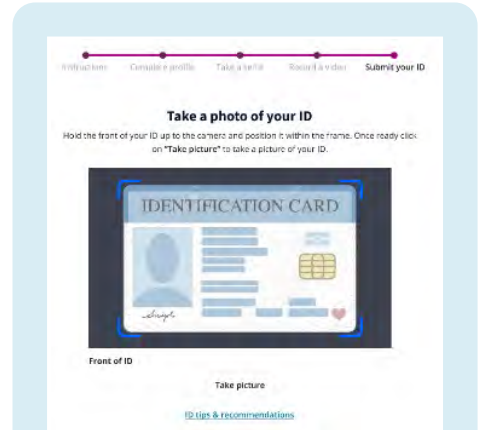 Instructions Complete profile Take a selfie Record a video Submit your ID
Take a photo of your ID
Hold the front of your ID up to the camera and position it within the frame. Once ready click
on "Take picture" to take a picture of your ID.
IDENTIFICATION CARD
Sample
Front of ID
Take picture
ID tips & recommendations